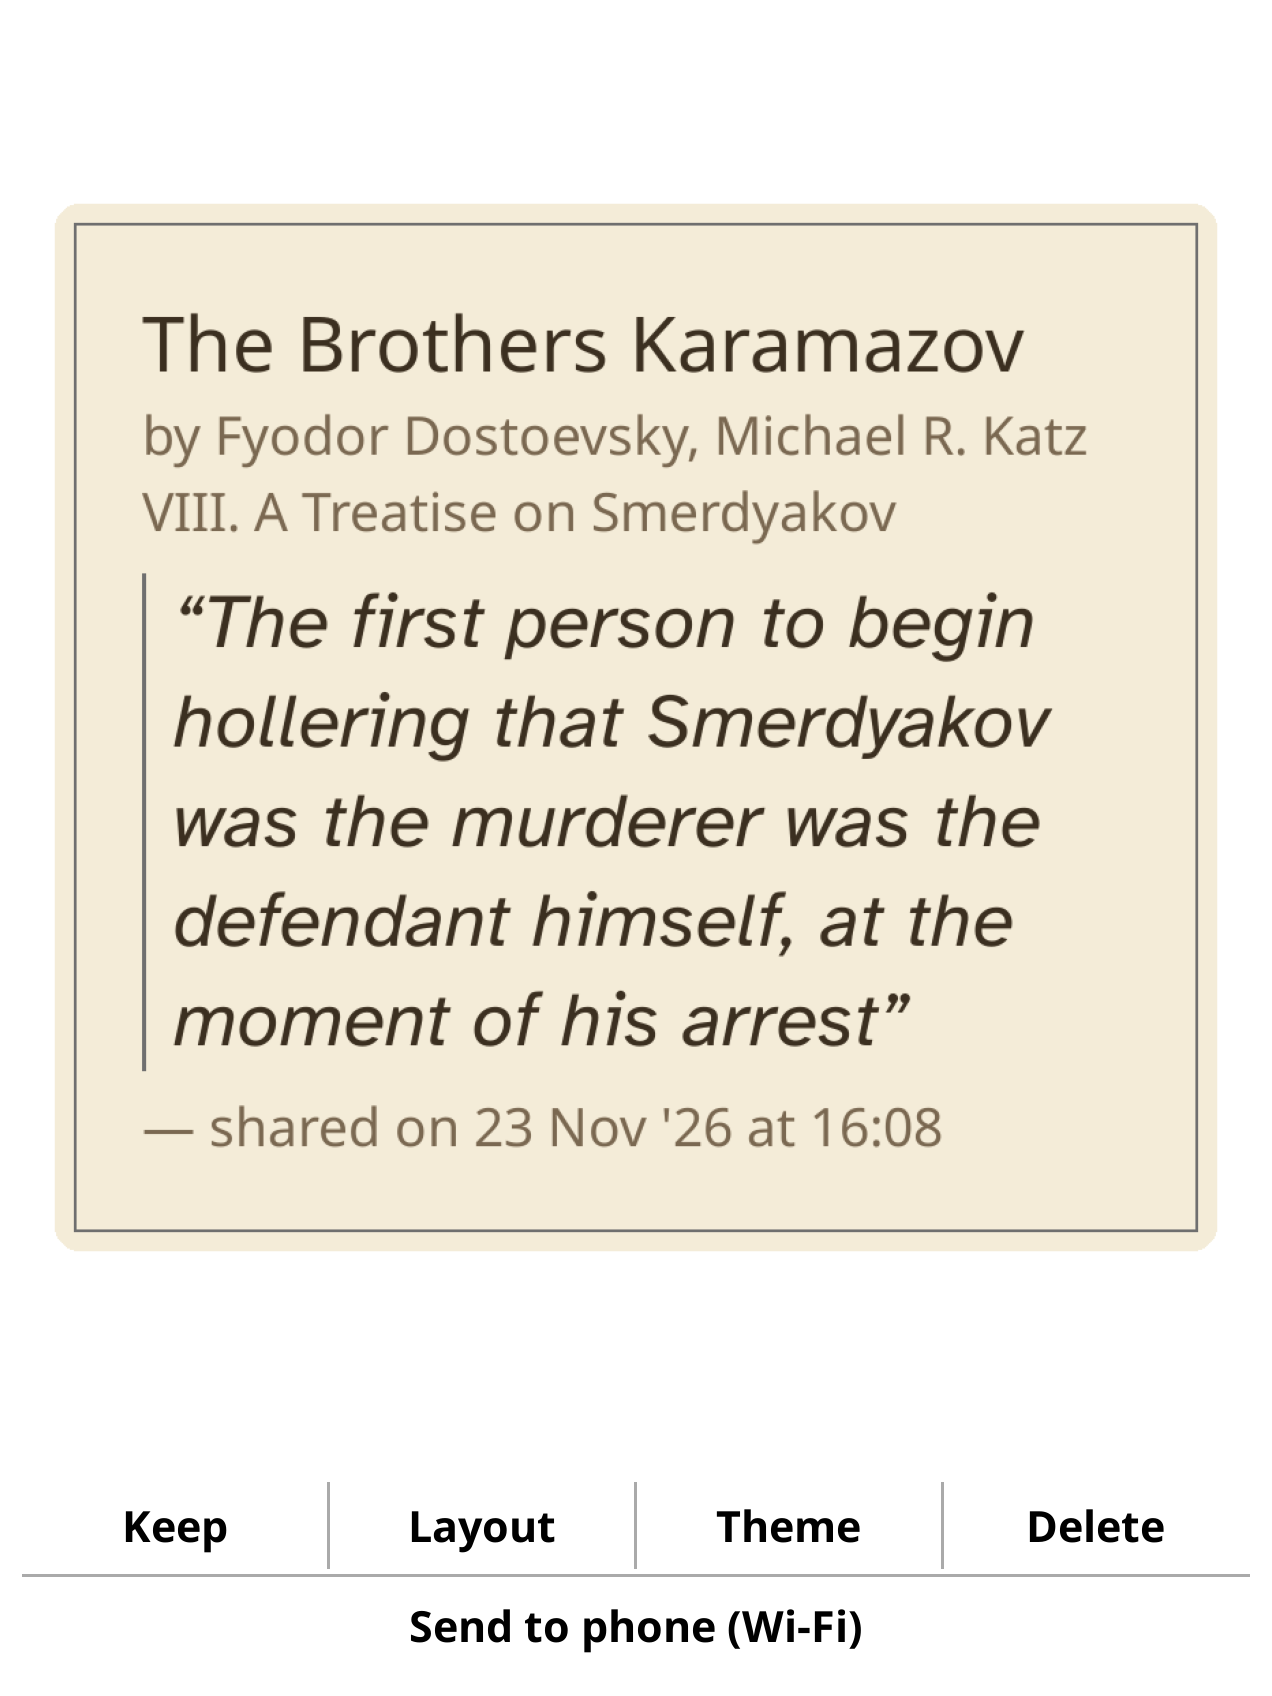 The Brothers Karamazov
by Fyodor Dostoevsky, Michael R. Katz
VIII. A Treatise on Smerdyakov
“The first person to begin
hollering that Smerdyakov
was the murderer was the
defendant himself, at the
moment of his arrest”
— shared on 23 Nov '26 at 16:08
Keep Layout Theme Delete
Send to phone (Wi-Fi)